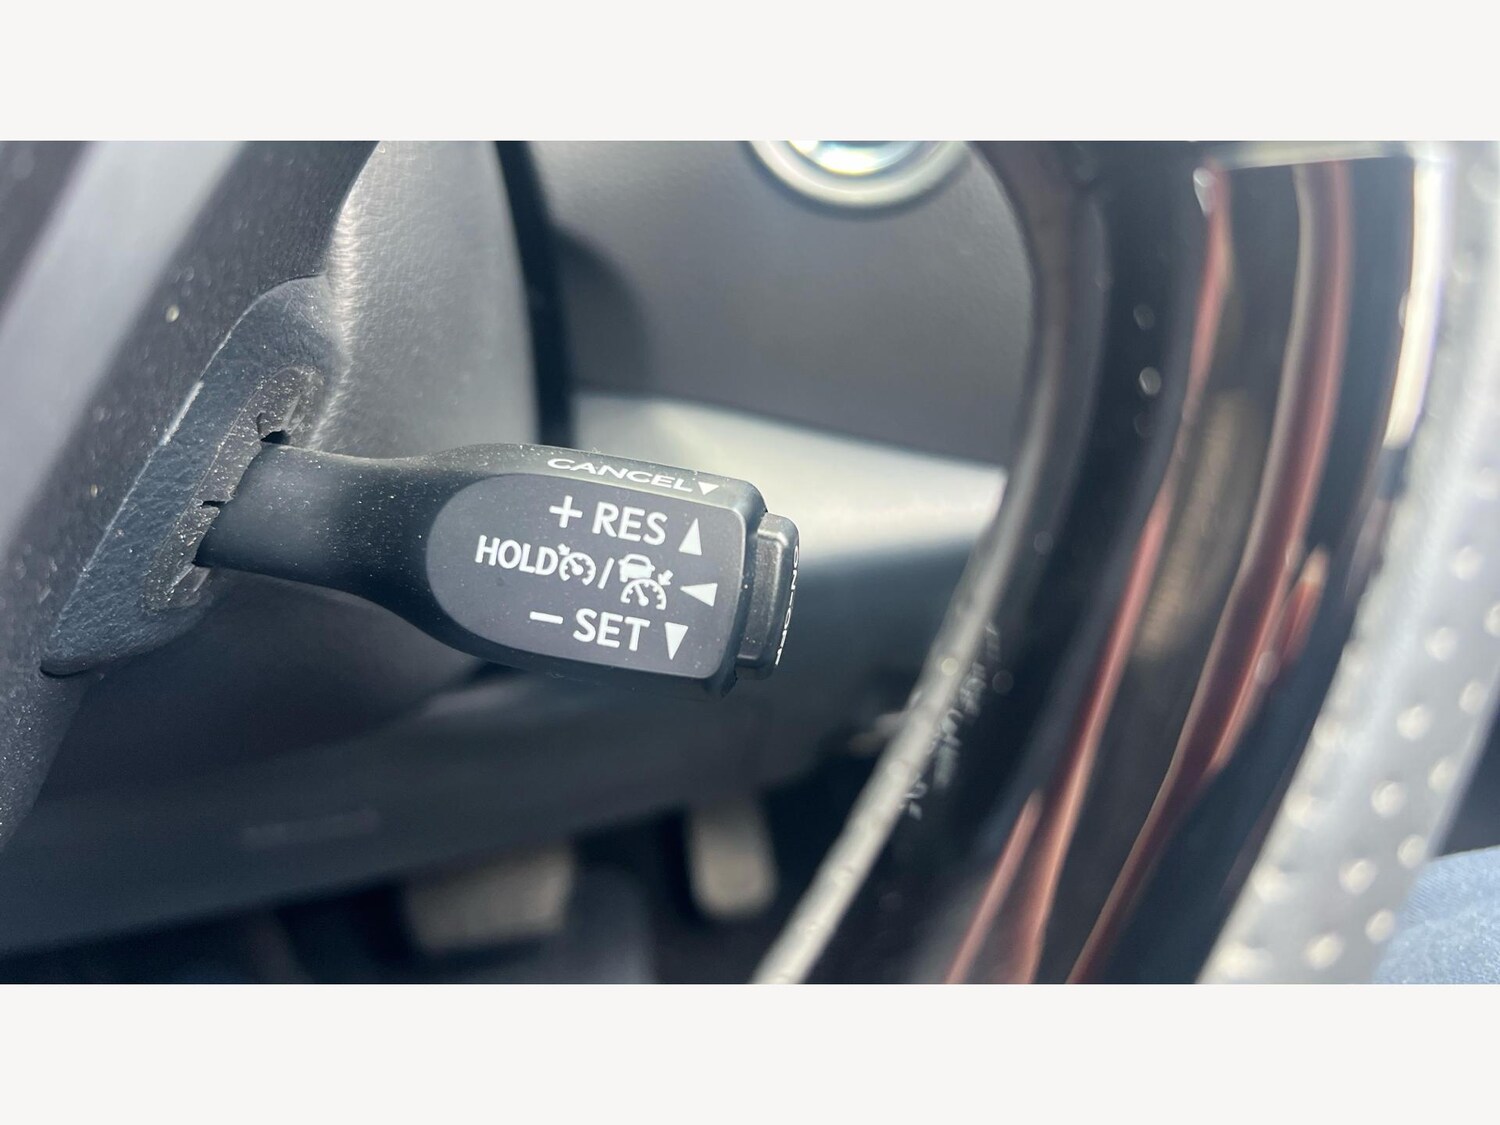 CANCEL▼
+ RES ▲
HOLD / ◀
− SET ▼